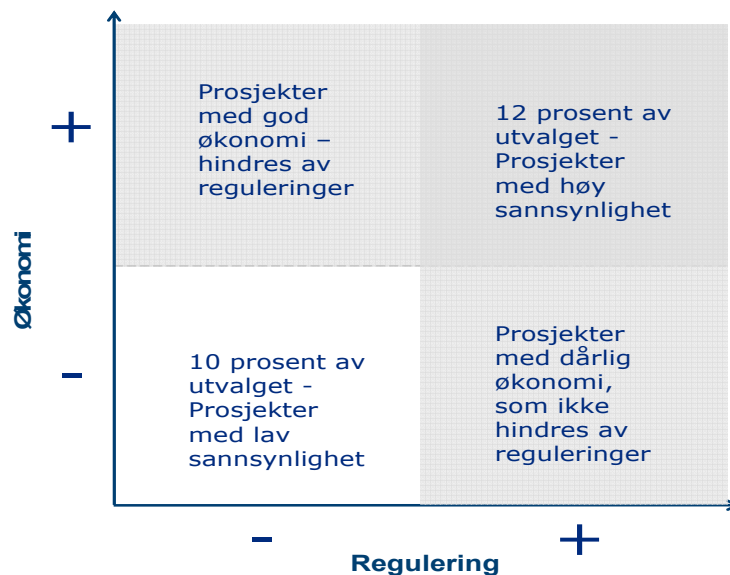 Prosjekter
med god
økonomi –
hindres av
reguleringer
12 prosent av
utvalget -
Prosjekter
med høy
sannsynlighet
+
Økonomi
-
10 prosent av
utvalget -
Prosjekter
med lav
sannsynlighet
Prosjekter
med dårlig
økonomi,
som ikke
hindres av
reguleringer
-
+
Regulering